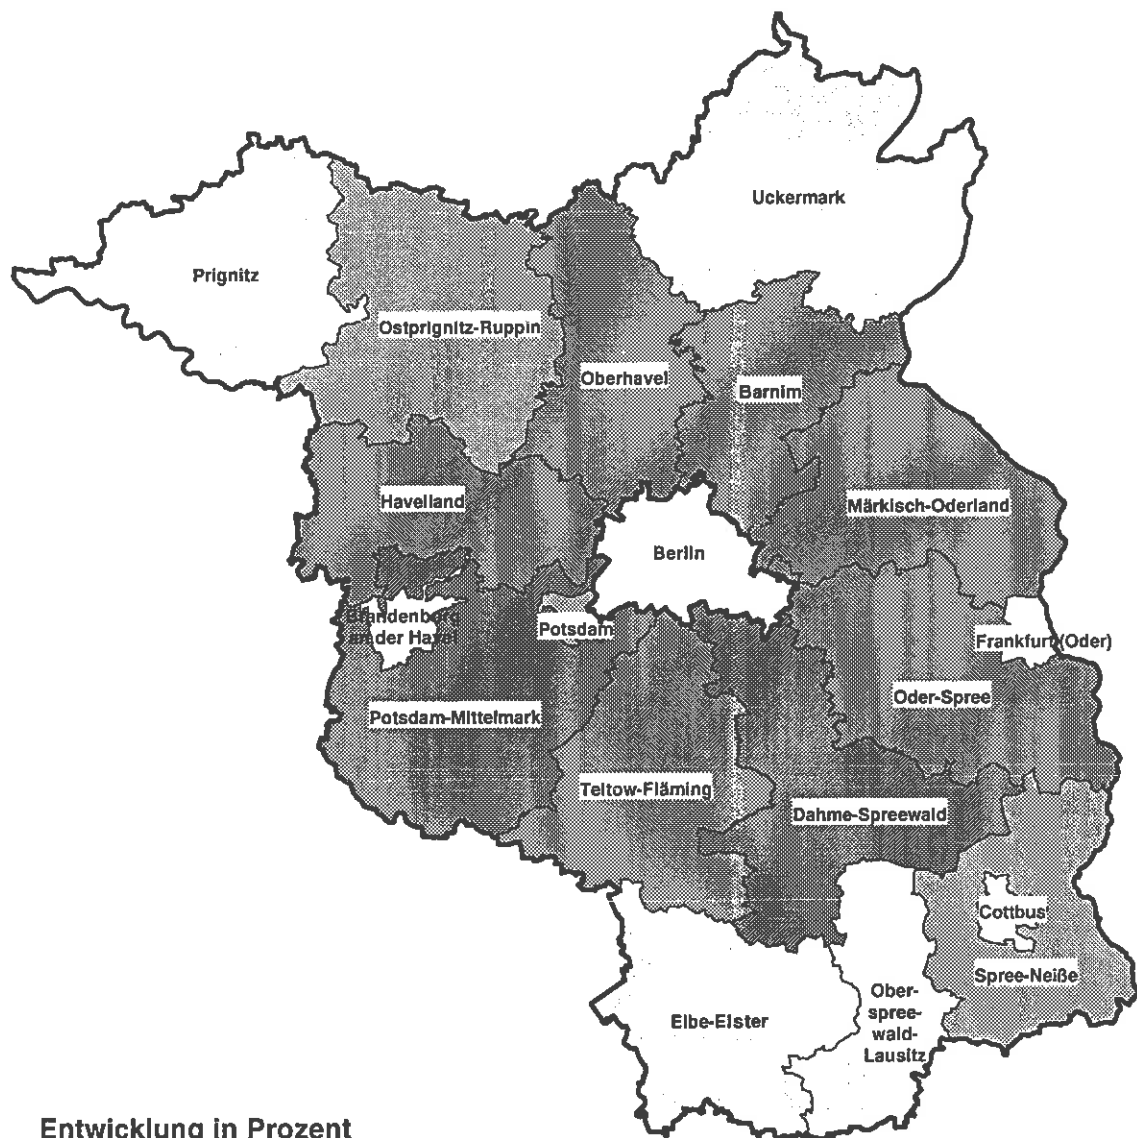 Uckermark
Prignitz
Ostprignitz-Ruppin
Oberhavel
Barnim
Havelland
Märkisch-Oderland
Berlin
Brandenburg
an der Havel
Potsdam
Frankfurt (Oder)
Oder-Spree
Potsdam-Mittelmark
Teltow-Fläming
Dahme-Spreewald
Cottbus
Spree-Neiße
Ober-
spree-
wald-
Lausitz
Elbe-Elster
Entwicklung in Prozent